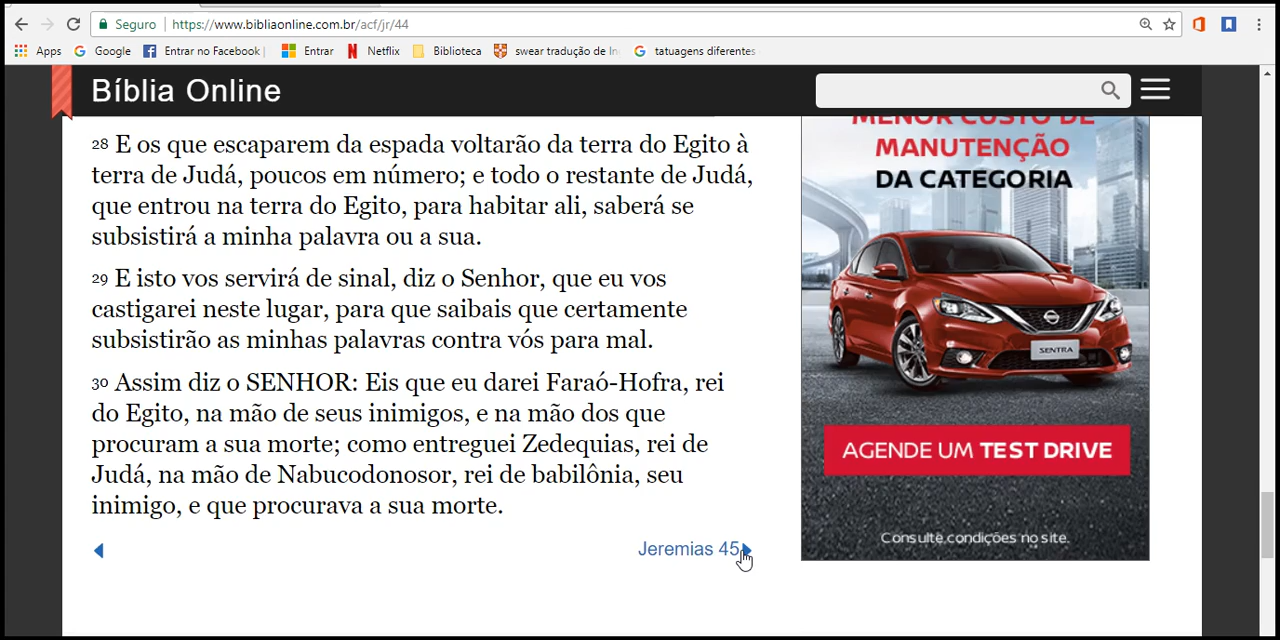 Seguro https://www.bibliaonline.com.br/acf/jr/44
Apps Google Entrar no Facebook Entrar Netflix Biblioteca swear tradução de In tatuagens diferentes
Bíblia Online
28 E os que escaparem da espada voltarão da terra do Egito à
terra de Judá, poucos em número; e todo o restante de Judá,
que entrou na terra do Egito, para habitar ali, saberá se
subsistirá a minha palavra ou a sua.
29 E isto vos servirá de sinal, diz o Senhor, que eu vos
castigarei neste lugar, para que saibais que certamente
subsistirão as minhas palavras contra vós para mal.
30 Assim diz o SENHOR: Eis que eu darei Faraó-Hofra, rei
do Egito, na mão de seus inimigos, e na mão dos que
procuram a sua morte; como entreguei Zedequias, rei de
Judá, na mão de Nabucodonosor, rei de babilônia, seu
inimigo, e que procurava a sua morte.
Jeremias 45
MENOR CUSTO DE
MANUTENÇÃO
DA CATEGORIA
SENTRA
AGENDE UM TEST DRIVE
Consulte condições no site.